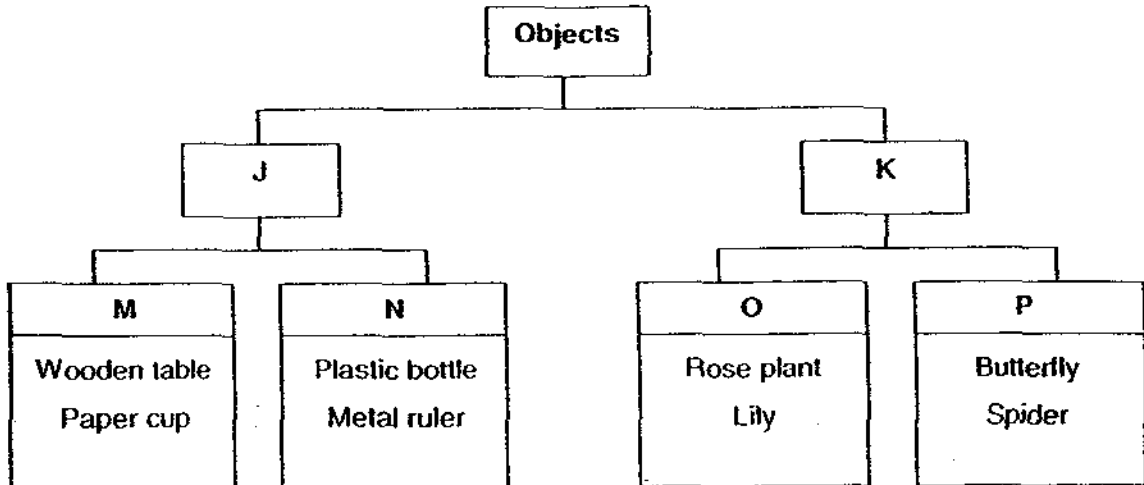 Objects
J
K
M
N
O
P
Wooden table
Paper cup
Plastic bottle
Metal ruler
Rose plant
Lily
Butterfly
Spider